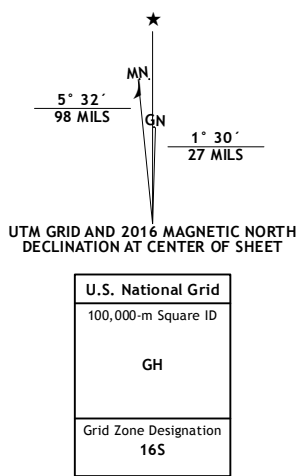 ★
MN.
5° 32´
98 MILS
GN
1° 30´
27 MILS
UTM GRID AND 2016 MAGNETIC NORTH
DECLINATION AT CENTER OF SHEET
U.S. National Grid
100,000-m Square ID
GH
Grid Zone Designation
16S